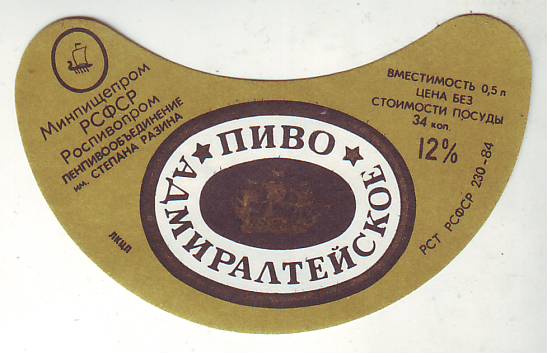 Минпищепром
РСФСР
Роспивопром
ЛЕНПИВООБЪЕДИНЕНИЕ
им. СТЕПАНА РАЗИНА
ЛКЦЛ
★ ПИВО ★
АДМИРАЛТЕЙСКОЕ
ВМЕСТИМОСТЬ 0,5 л
ЦЕНА БЕЗ
СТОИМОСТИ ПОСУДЫ
34 коп.
12%
РСТ РСФСР 230-84